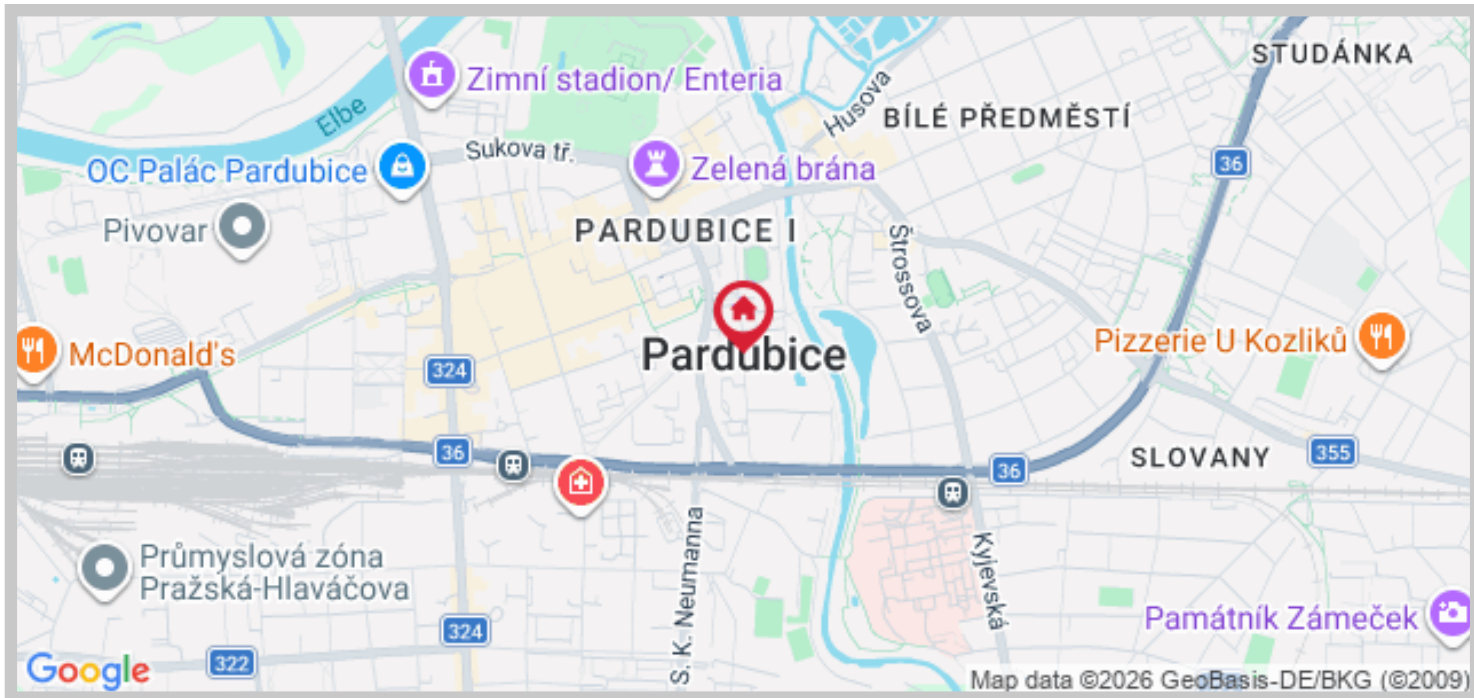 STUDÁNKA
Zimní stadion/ Enteria
Elbe
Husova
BÍLÉ PŘEDMĚSTÍ
Sukova tř.
OC Palác Pardubice
Zelená brána
36
Pivovar
PARDUBICE I
Štrossova
McDonald's
Pardubice
Pizzerie U Kozliků
324
36
36
SLOVANY
355
Průmyslová zóna
Pražská-Hlaváčova
S. K. Neumanna
Kyjevská
Památník Zámeček
324
322
Google
Map data ©2026 GeoBasis-DE/BKG (©2009)